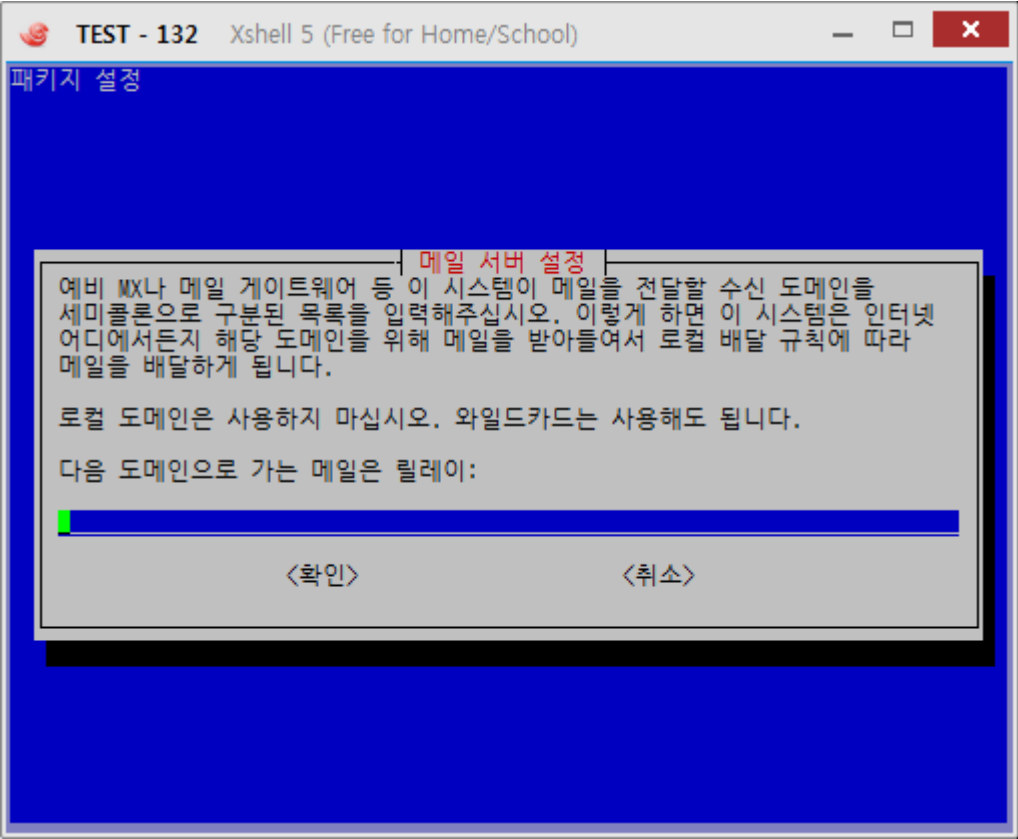 TEST - 132 Xshell 5 (Free for Home/School)
패키지 설정
메일 서버 설정
예비 MX나 메일 게이트웨어 등 이 시스템이 메일을 전달할 수신 도메인을
세미콜론으로 구분된 목록을 입력해주십시오. 이렇게 하면 이 시스템은 인터넷
어디에서든지 해당 도메인을 위해 메일을 받아들여서 로컬 배달 규칙에 따라
메일을 배달하게 됩니다.
로컬 도메인은 사용하지 마십시오. 와일드카드는 사용해도 됩니다.
다음 도메인으로 가는 메일은 릴레이:
<확인> <취소>